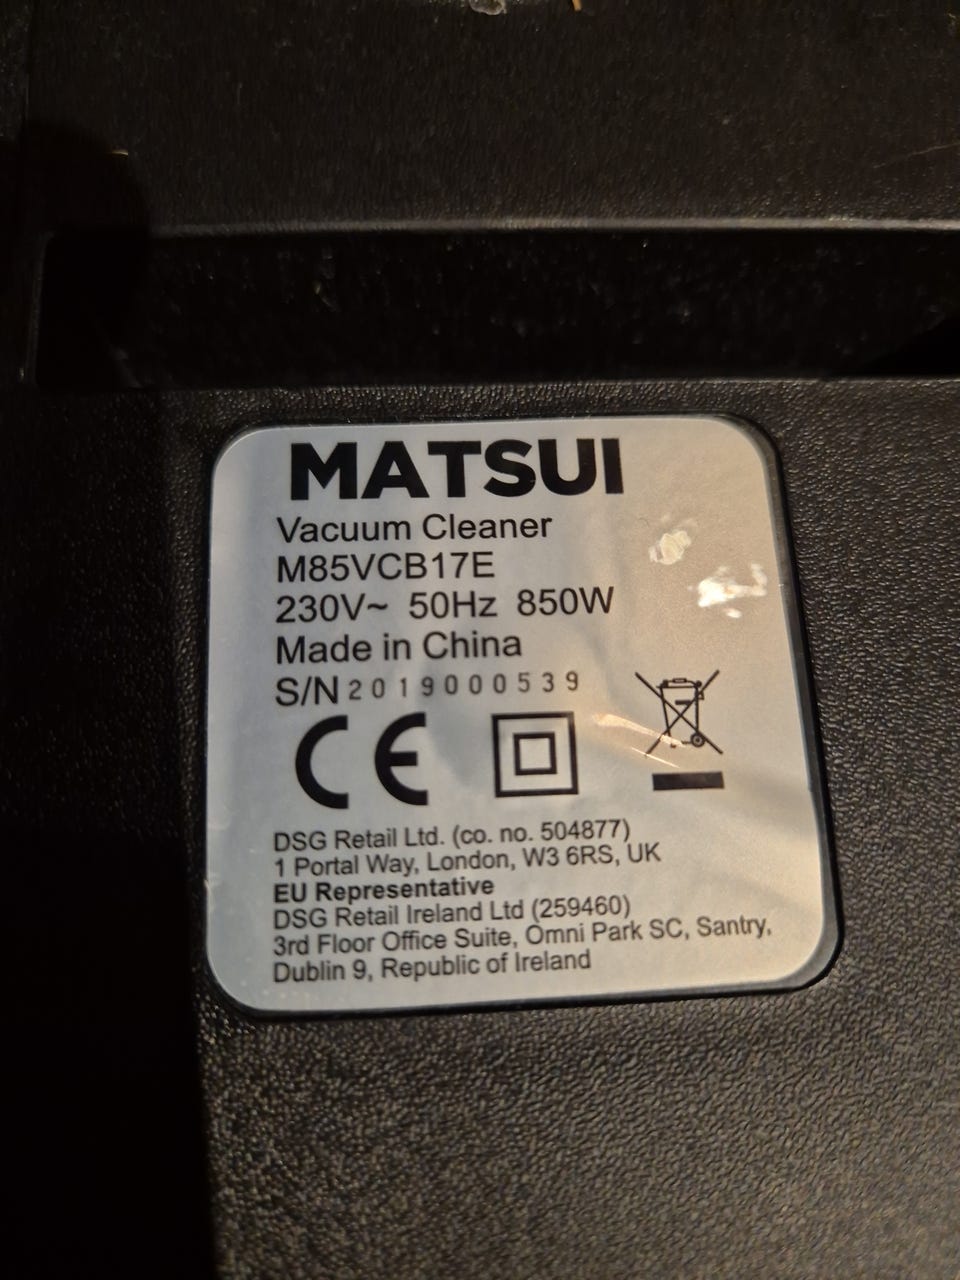 MATSUI
Vacuum Cleaner
M85VCB17E
230V~ 50Hz 850W
Made in China
S/N 2019000539
CE
DSG Retail Ltd. (co. no. 504877)
1 Portal Way, London, W3 6RS, UK
EU Representative
DSG Retail Ireland Ltd (259460)
3rd Floor Office Suite, Omni Park SC, Santry,
Dublin 9, Republic of Ireland